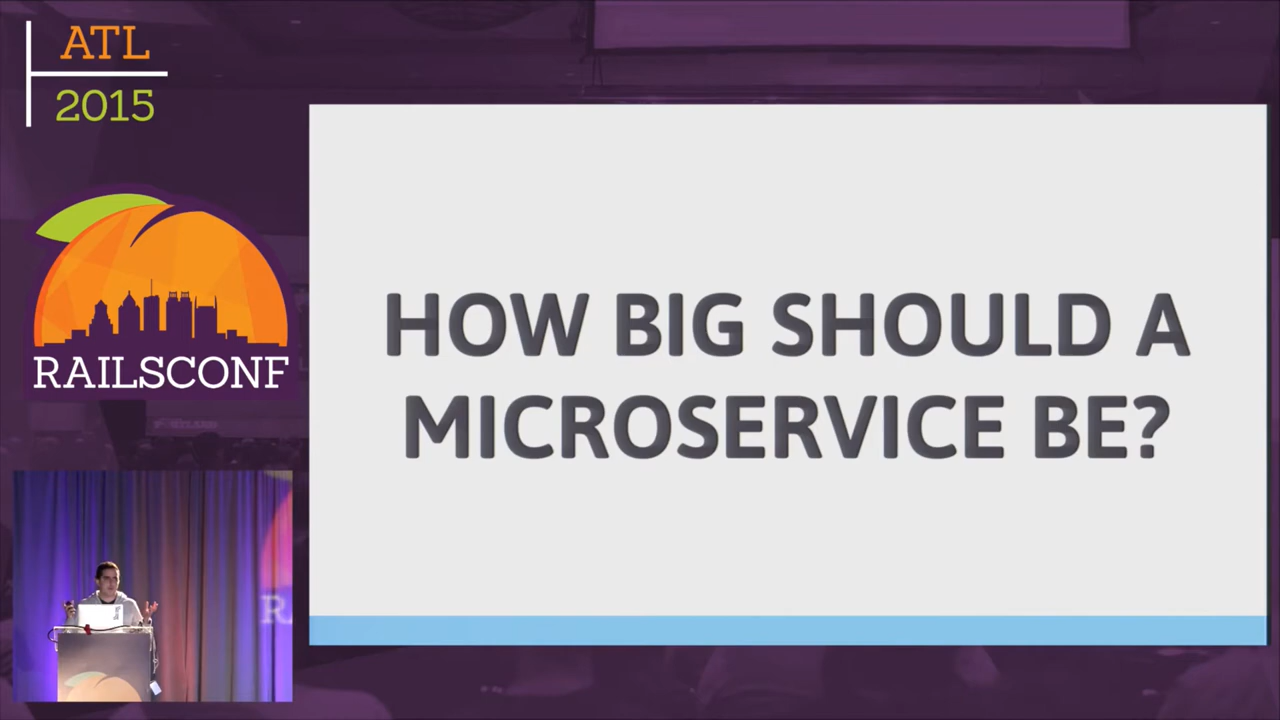 ATL
2015
RAILSCONF
HOW BIG SHOULD A
MICROSERVICE BE?